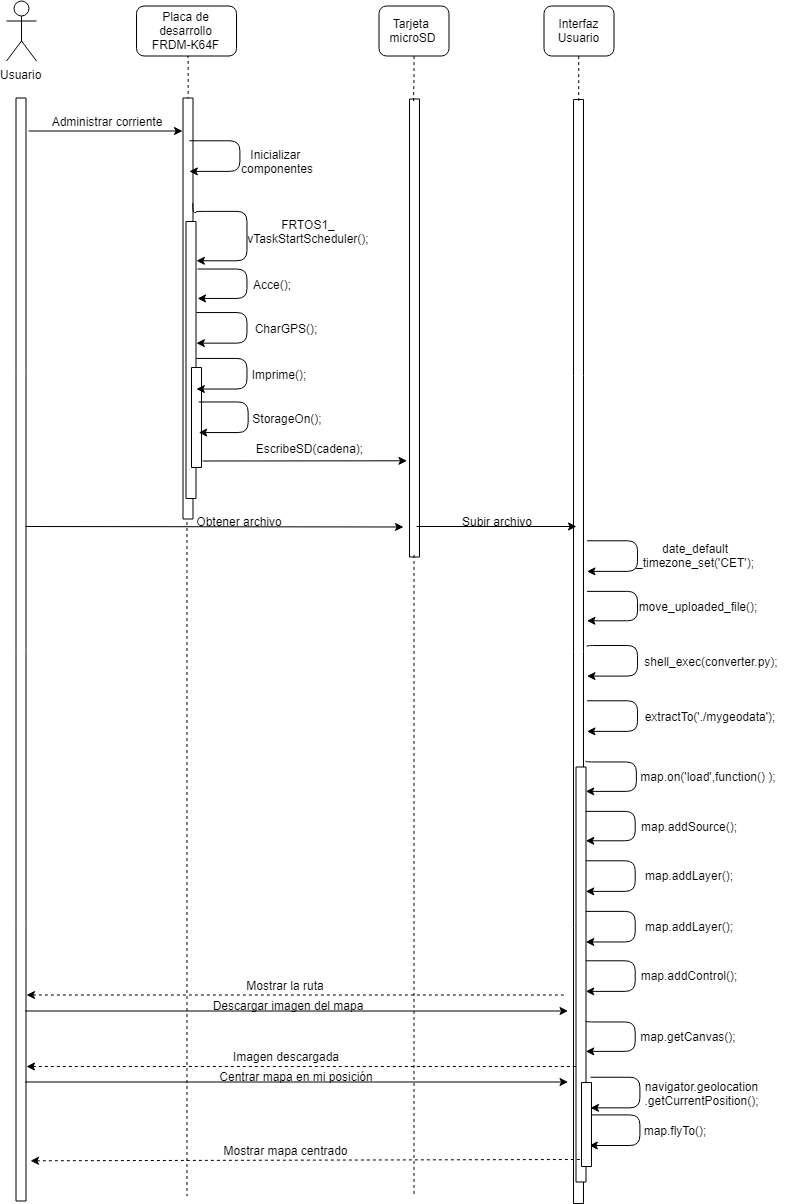 Placa de
desarrollo
FRDM-K64F
Tarjeta
microSD
Interfaz
Usuario
Usuario
Administrar corriente
Inicializar
componentes
FRTOS1_
vTaskStartScheduler();
Acce();
CharGPS();
Imprime();
StorageOn();
EscribeSD(cadena);
Obtener archivo
Subir archivo
date_default
_timezone_set('CET');
move_uploaded_file();
shell_exec(converter.py);
extractTo('./mygeodata');
map.on('load',function() );
map.addSource();
map.addLayer();
map.addLayer();
map.addControl();
Mostrar la ruta
Descargar imagen del mapa
map.getCanvas();
Imagen descargada
Centrar mapa en mi posición
navigator.geolocation
.getCurrentPosition();
map.flyTo();
Mostrar mapa centrado